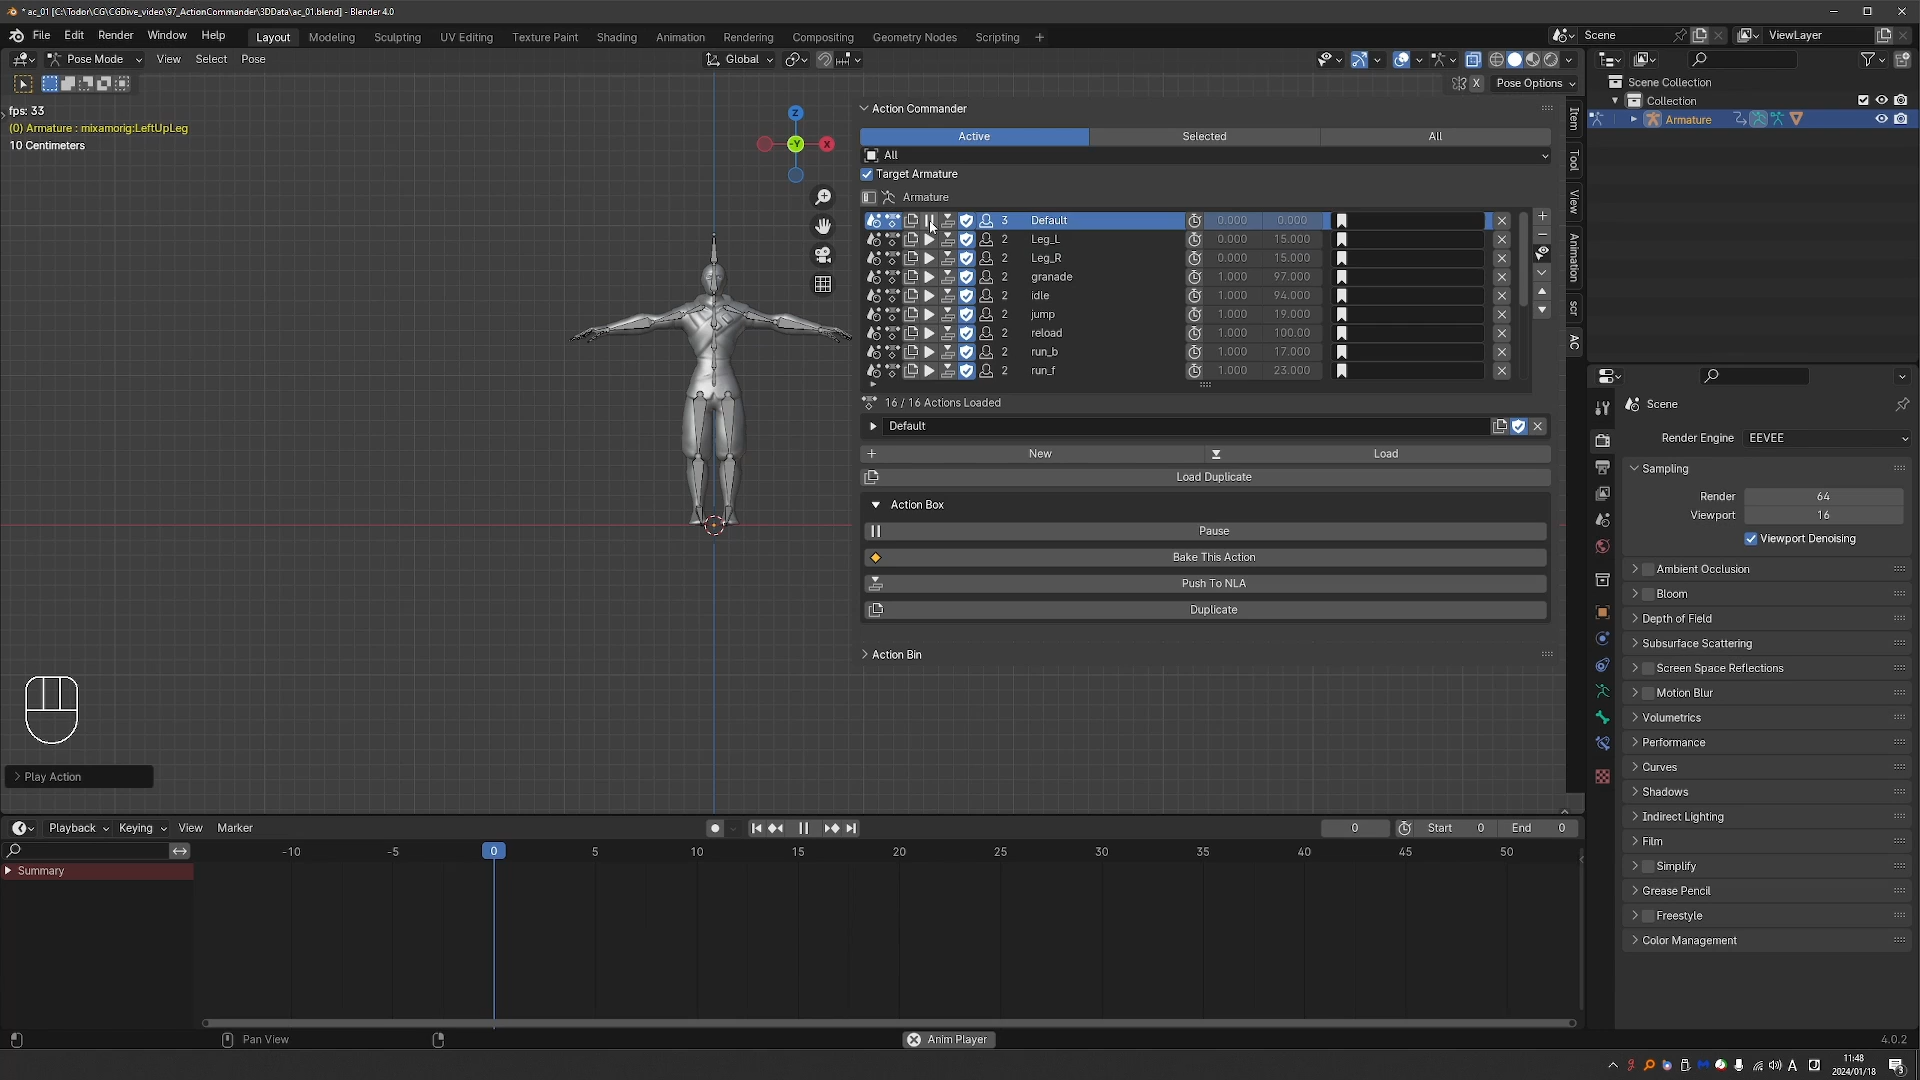 * ac_01 [C:\Todor\CG\CGDive_video\97_ActionCommander\3DData\ac_01.blend] - Blender 4.0
File Edit Render Window Help Layout Modeling Sculpting UV Editing Texture Paint Shading Animation Rendering Compositing Geometry Nodes Scripting + Scene ViewLayer
Pose Mode View Select Pose Global
X Pose Options
fps: 33
(0) Armature : mixamorig:LeftUpLeg
10 Centimeters
Z
X
-Y
Action Commander
Active Selected All
All
Target Armature
Armature
3 Default 0.000 0.000
2 Leg_L 0.000 15.000
2 Leg_R 0.000 15.000
2 granade 1.000 97.000
2 idle 1.000 94.000
2 jump 1.000 19.000
2 reload 1.000 100.00
2 run_b 1.000 17.000
2 run_f 1.000 23.000
16 / 16 Actions Loaded
Default
New Load
Load Duplicate
Action Box
Pause
Bake This Action
Push To NLA
Duplicate
Action Bin
Item
Tool
View
Animation
scr
AC
Scene Collection
Collection
Armature
Scene
Render Engine EEVEE
Sampling
Render 64
Viewport 16
Viewport Denoising
Ambient Occlusion
Bloom
Depth of Field
Subsurface Scattering
Screen Space Reflections
Motion Blur
Volumetrics
Performance
Curves
Shadows
Indirect Lighting
Film
Simplify
Grease Pencil
Freestyle
Color Management
Play Action
Playback Keying View Marker 0 Start 0 End 0
-10 -5 0 5 10 15 20 25 30 35 40 45 50
Summary
Pan View Anim Player 4.0.2
A 11:48
2024/01/18 3